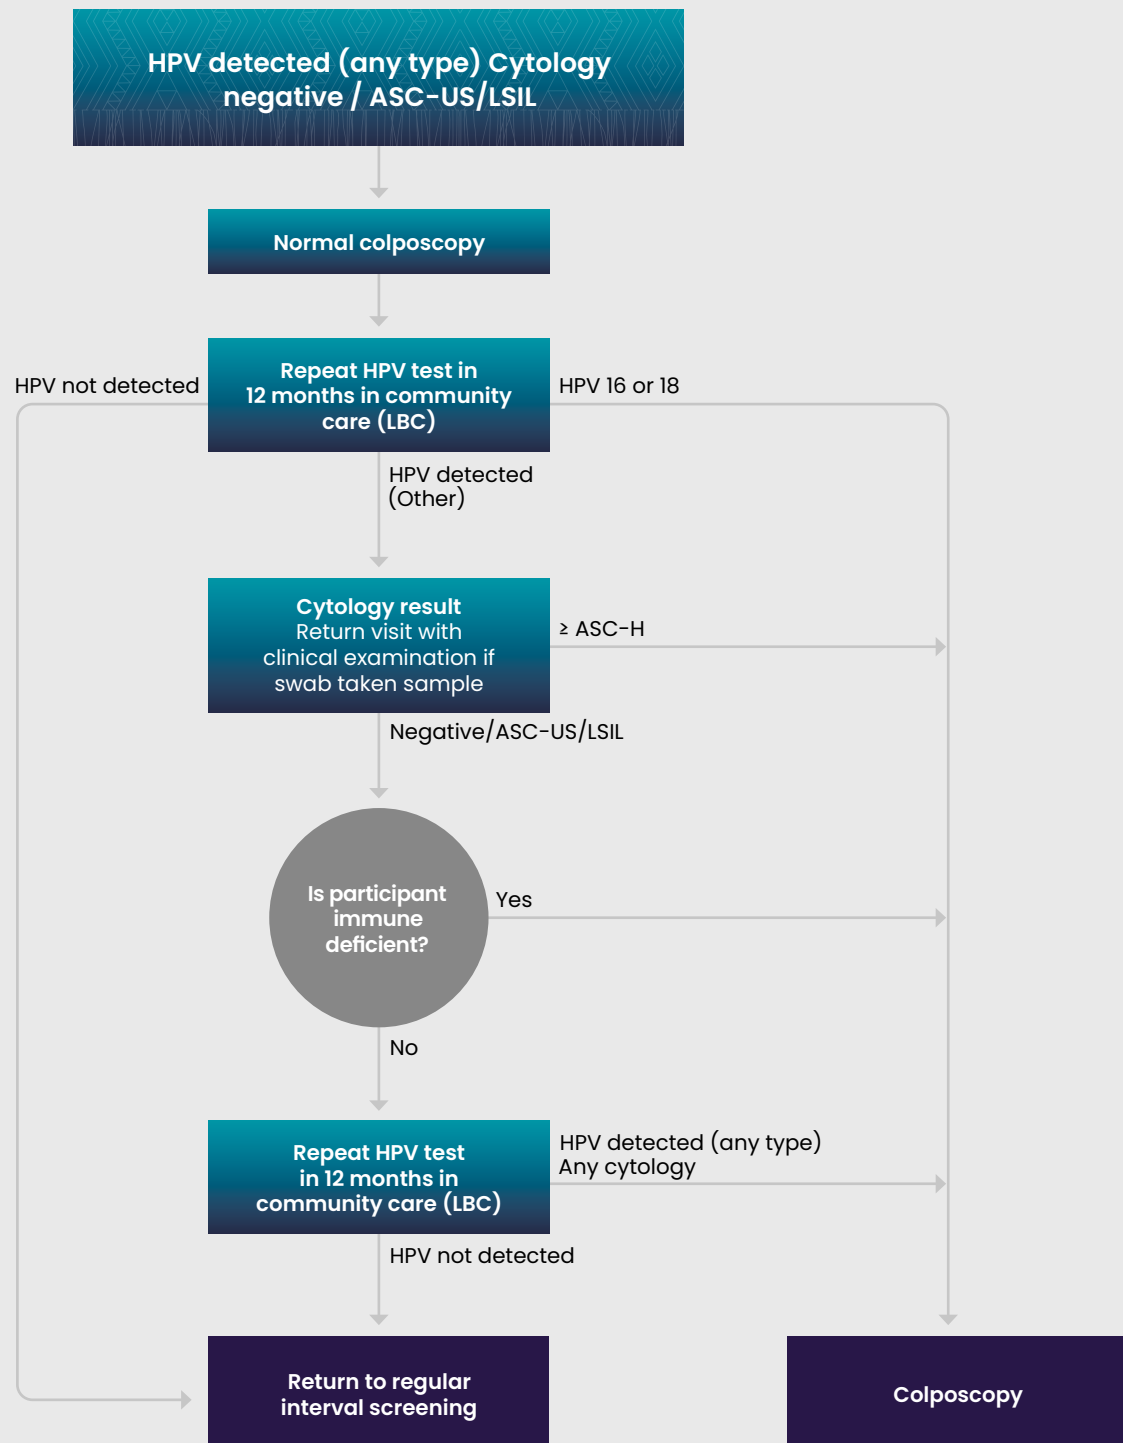 HPV detected (any type) Cytology
negative / ASC-US/LSIL
Normal colposcopy
Repeat HPV test in
12 months in community
care (LBC)
HPV not detected
HPV 16 or 18
HPV detected
(Other)
Cytology result
Return visit with
clinical examination if
swab taken sample
≥ ASC-H
Negative/ASC-US/LSIL
Is participant
immune
deficient?
Yes
No
Repeat HPV test
in 12 months in
community care (LBC)
HPV detected (any type)
Any cytology
HPV not detected
Return to regular
interval screening
Colposcopy